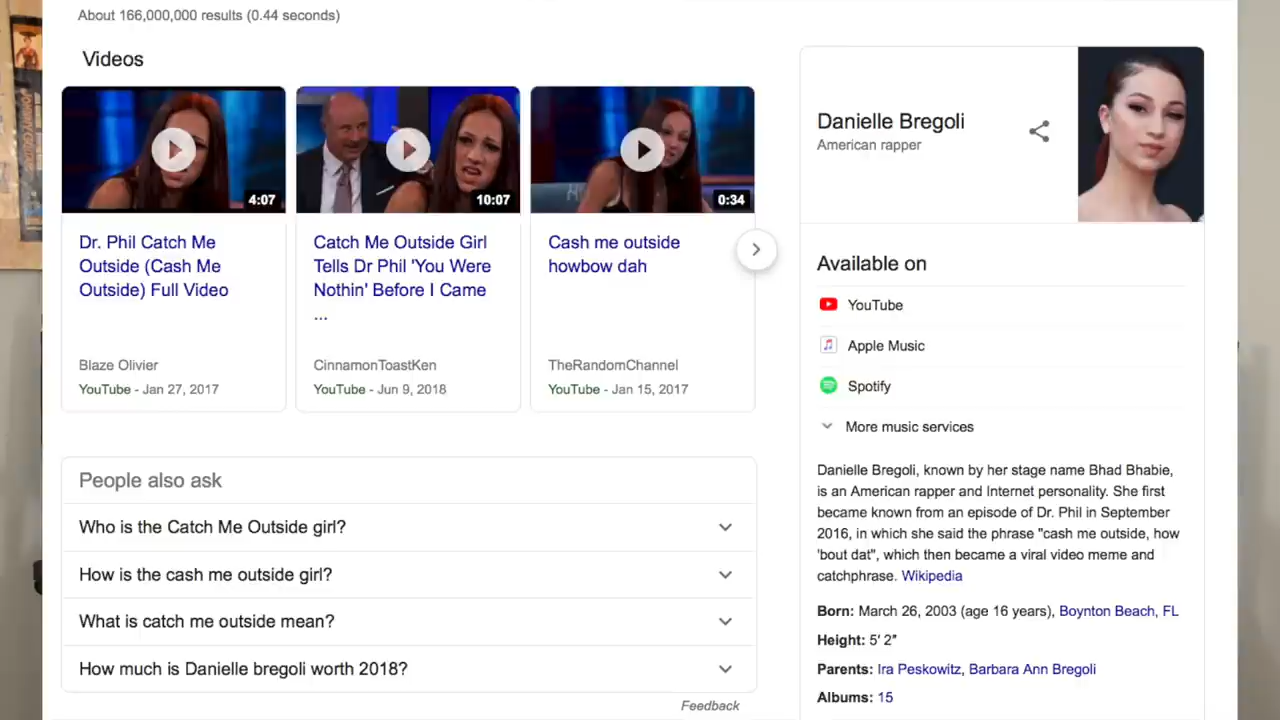 About 166,000,000 results (0.44 seconds)
Videos
4:07
10:07
0:34
Dr. Phil Catch Me
Outside (Cash Me
Outside) Full Video
Blaze Olivier
YouTube - Jan 27, 2017
Catch Me Outside Girl
Tells Dr Phil 'You Were
Nothin' Before I Came
...
CinnamonToastKen
YouTube - Jun 9, 2018
Cash me outside
howbow dah
TheRandomChannel
YouTube - Jan 15, 2017
People also ask
Who is the Catch Me Outside girl?
How is the cash me outside girl?
What is catch me outside mean?
How much is Danielle bregoli worth 2018?
Feedback
Danielle Bregoli
American rapper
Available on
YouTube
Apple Music
Spotify
More music services
Danielle Bregoli, known by her stage name Bhad Bhabie,
is an American rapper and Internet personality. She first
became known from an episode of Dr. Phil in September
2016, in which she said the phrase "cash me outside, how
'bout dat", which then became a viral video meme and
catchphrase. Wikipedia
Born: March 26, 2003 (age 16 years), Boynton Beach, FL
Height: 5′ 2″
Parents: Ira Peskowitz, Barbara Ann Bregoli
Albums: 15